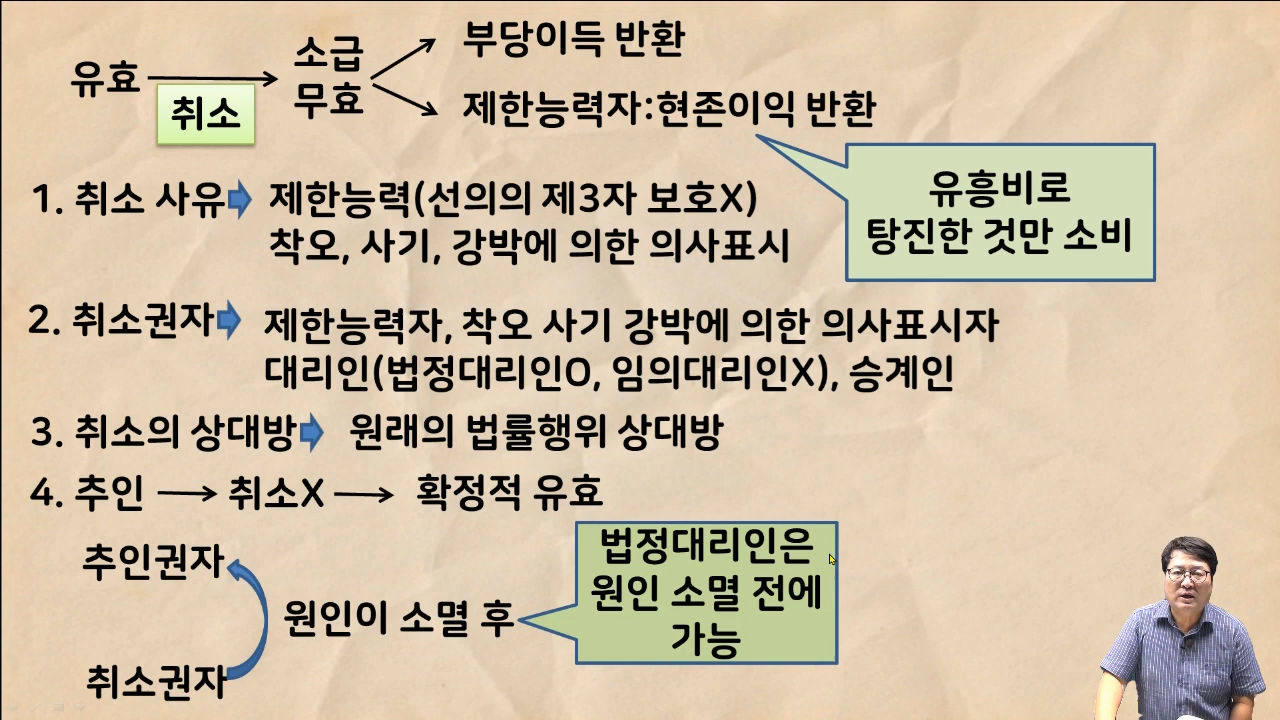 유효
취소
소급
무효
부당이득 반환
제한능력자:현존이익 반환
유흥비로
탕진한 것만 소비
1. 취소 사유 제한능력(선의의 제3자 보호X)
착오, 사기, 강박에 의한 의사표시
2. 취소권자 제한능력자, 착오 사기 강박에 의한 의사표시자
대리인(법정대리인O, 임의대리인X), 승계인
3. 취소의 상대방 원래의 법률행위 상대방
4. 추인 → 취소X → 확정적 유효
추인권자
원인이 소멸 후
취소권자
법정대리인은
원인 소멸 전에
가능